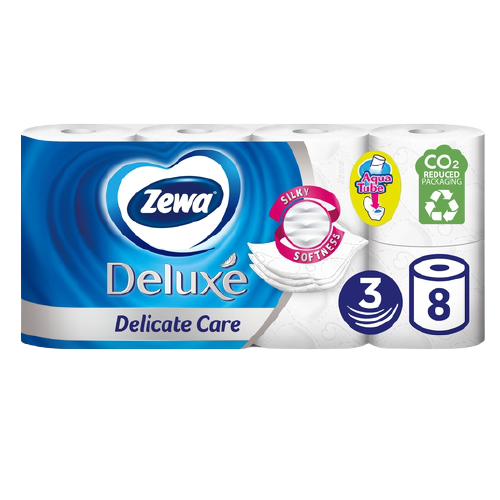 Zewa
Deluxe
Delicate Care
SILKY
SOFTNESS
Aqua
Tube
CO2
REDUCED
PACKAGING
3
8